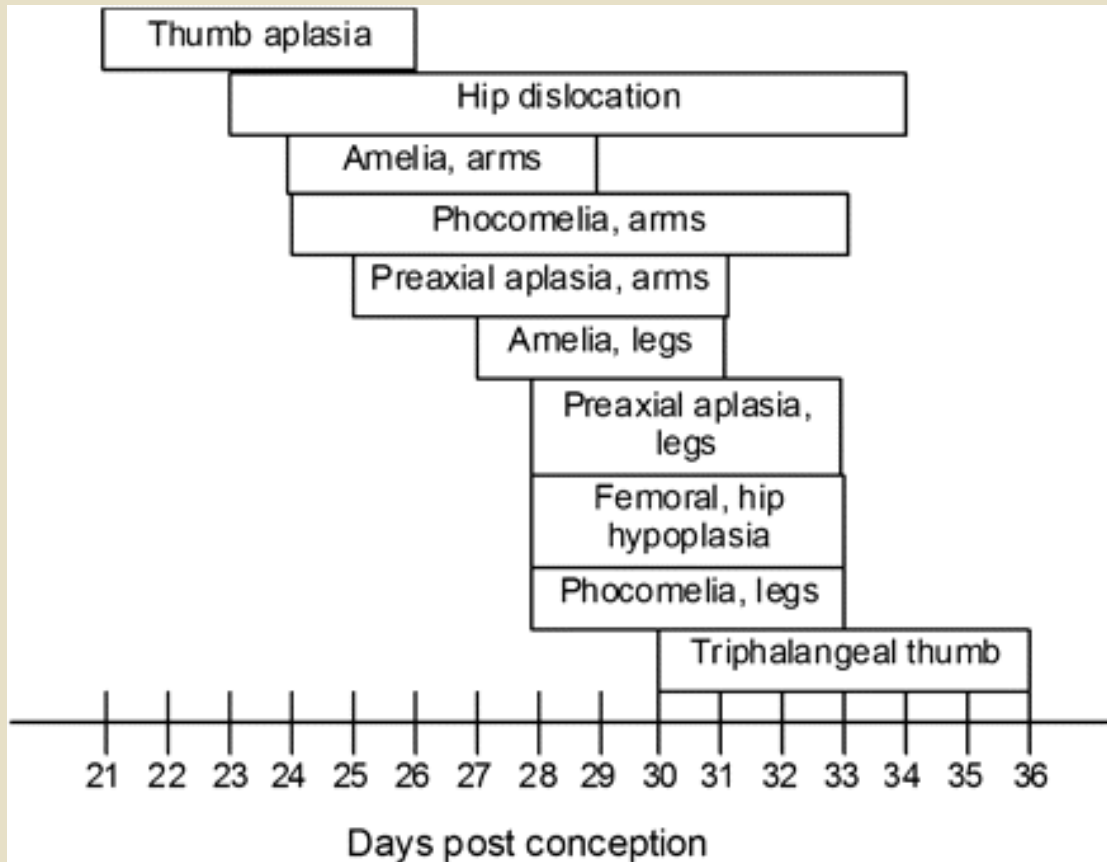 Thumb aplasia
Hip dislocation
Amelia, arms
Phocomelia, arms
Preaxial aplasia, arms
Amelia, legs
Preaxial aplasia,
legs
Femoral, hip
hypoplasia
Phocomelia, legs
Triphalangeal thumb
21 22 23 24 25 26 27 28 29 30 31 32 33 34 35 36
Days post conception